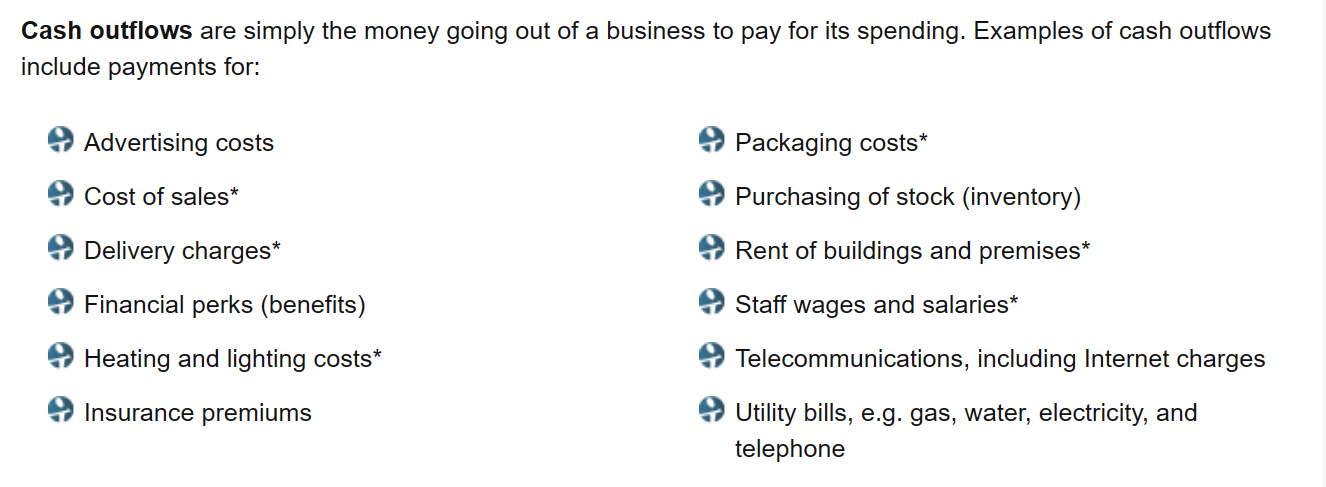 Cash outflows are simply the money going out of a business to pay for its spending. Examples of cash outflows
include payments for:
Advertising costs
Cost of sales*
Delivery charges*
Financial perks (benefits)
Heating and lighting costs*
Insurance premiums
Packaging costs*
Purchasing of stock (inventory)
Rent of buildings and premises*
Staff wages and salaries*
Telecommunications, including Internet charges
Utility bills, e.g. gas, water, electricity, and
telephone